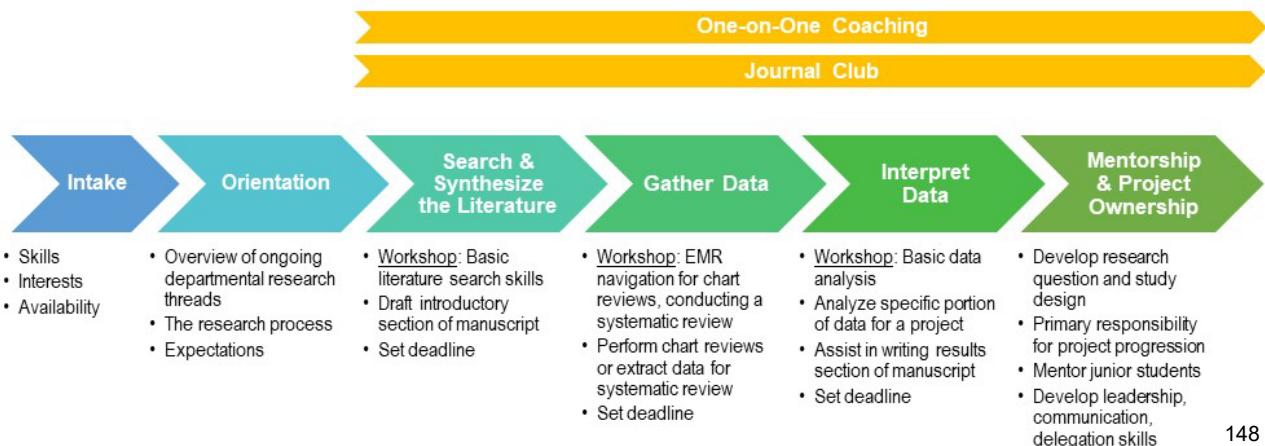 One-on-One Coaching
Journal Club
Intake
Orientation
Search &
Synthesize
the Literature
Gather Data
Interpret
Data
Mentorship
& Project
Ownership
• Skills
• Interests
• Availability
• Overview of ongoing
departmental research
threads
• The research process
• Expectations
• Workshop: Basic
literature search skills
• Draft introductory
section of manuscript
• Set deadline
• Workshop: EMR
navigation for chart
reviews, conducting a
systematic review
• Perform chart reviews
or extract data for
systematic review
• Set deadline
• Workshop: Basic data
analysis
• Analyze specific portion
of data for a project
• Assist in writing results
section of manuscript
• Set deadline
• Develop research
question and study
design
• Primary responsibility
for project progression
• Mentor junior students
• Develop leadership,
communication,
delegation skills
148